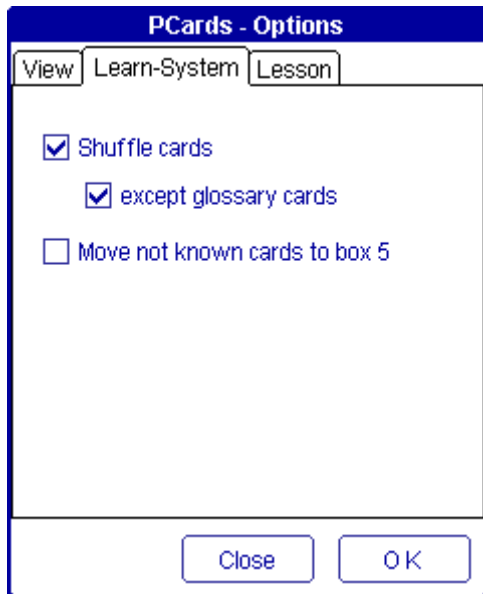 PCards - Options
View Learn-System Lesson
Shuffle cards
except glossary cards
Move not known cards to box 5
Close OK